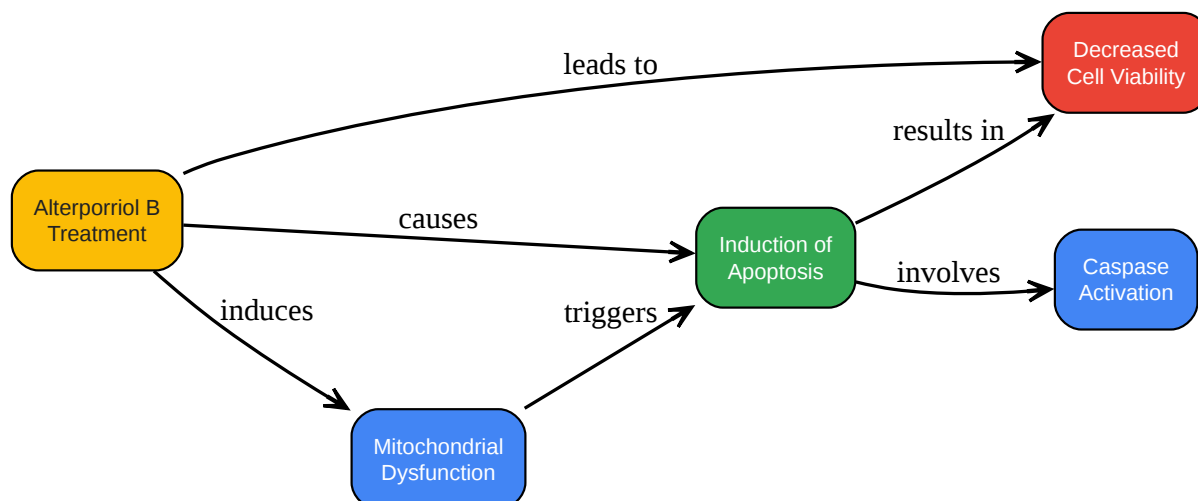 Decreased
Cell Viability
leads to
results in
Alterporriol B
Treatment
causes
Induction of
Apoptosis
involves
Caspase
Activation
induces
triggers
Mitochondrial
Dysfunction